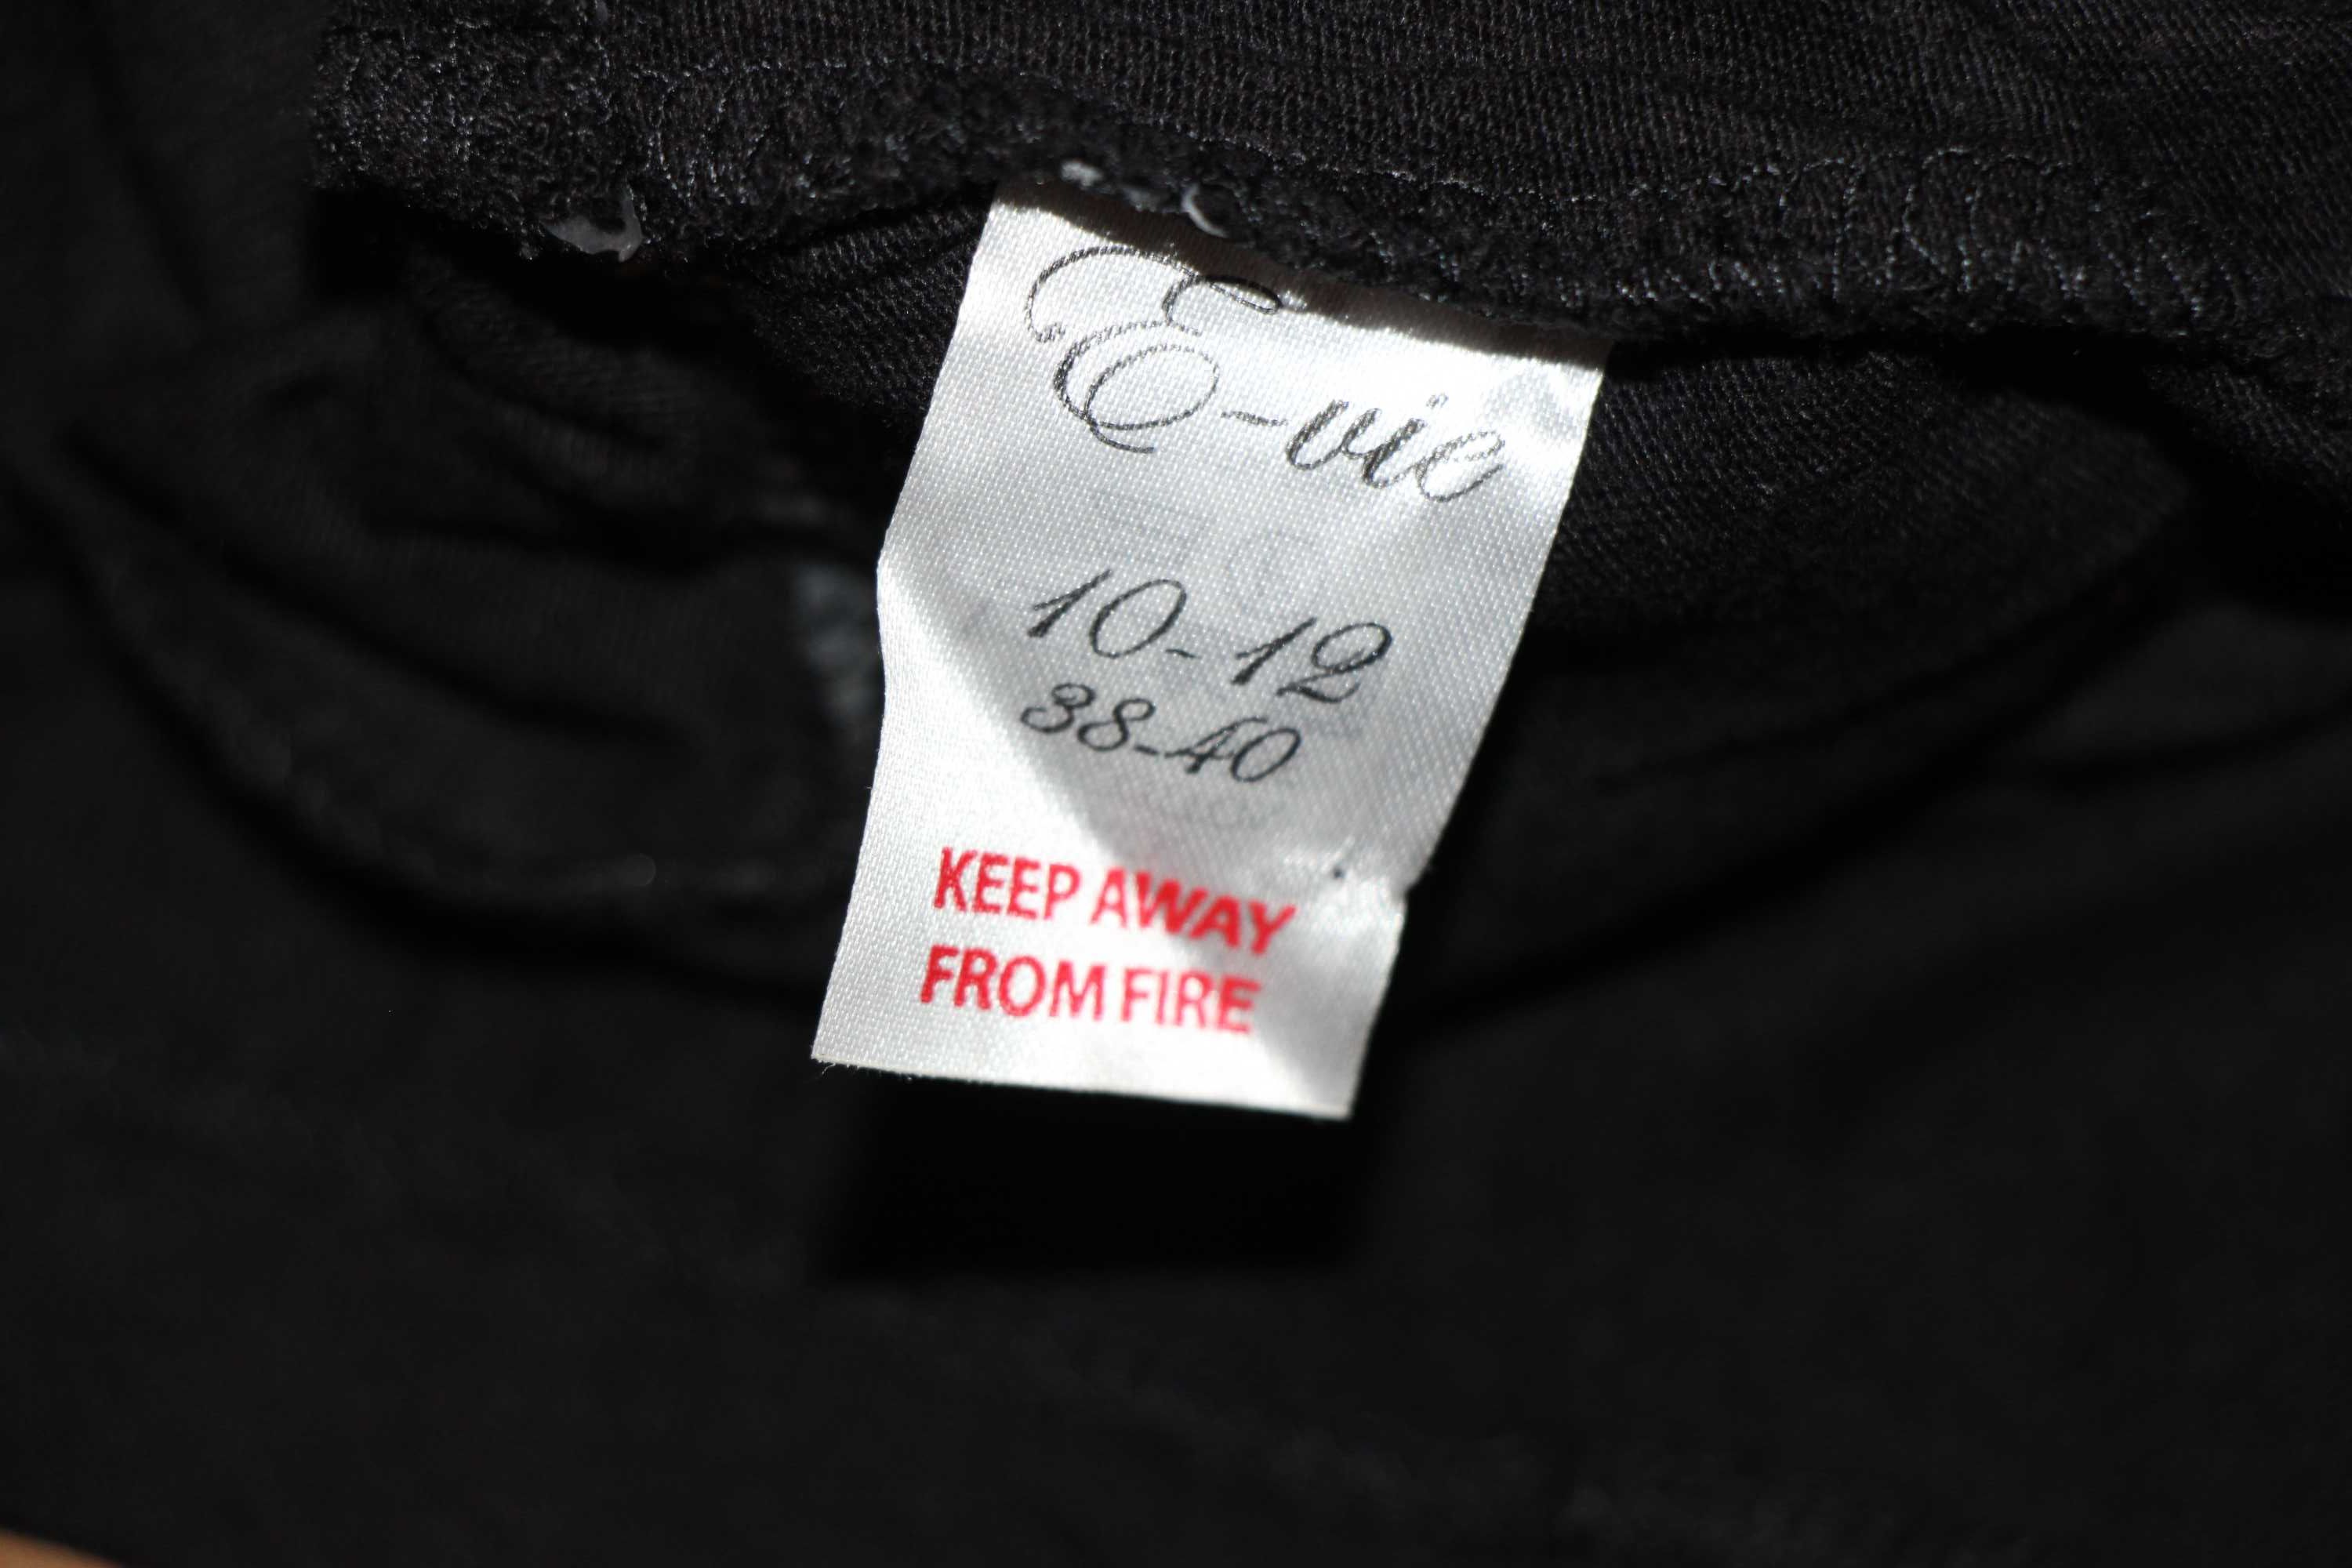 E-vie
10-12
38-40
KEEP AWAY
FROM FIRE